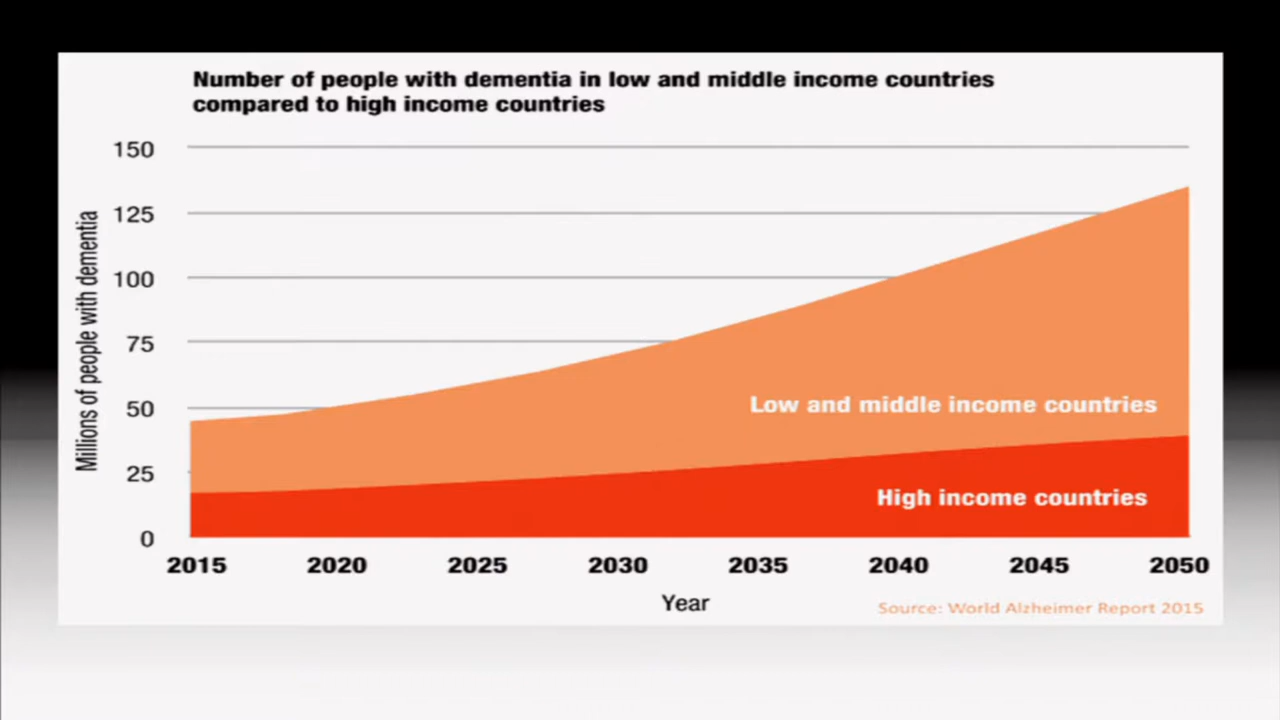 Number of people with dementia in low and middle income countries
compared to high income countries
150
125
100
75
50
25
0
Millions of people with dementia
Low and middle income countries
High income countries
2015 2020 2025 2030 2035 2040 2045 2050
Year
Source: World Alzheimer Report 2015